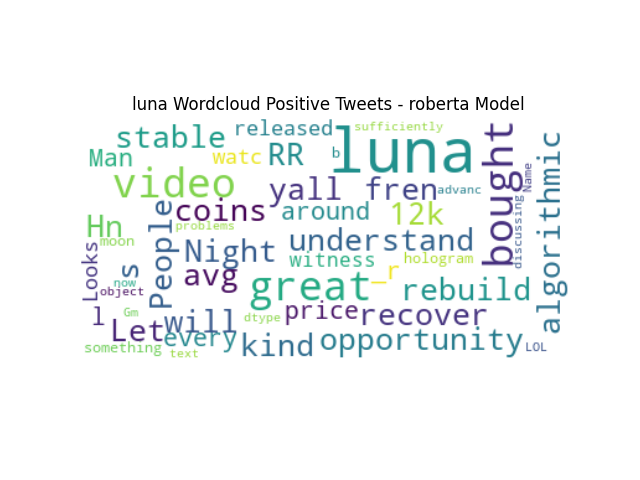 luna Wordcloud Positive Tweets - roberta Model
released sufficiently
stable luna bought
Man watc RR b
video yall fren advanc Name
coins around 12k algorithmic
Hn People problems discussing
moon Night understand
Looks s witness hologram
now avg great _r rebuild
object
l Gm Let will dtype price recover
every kind opportunity
something text LOL